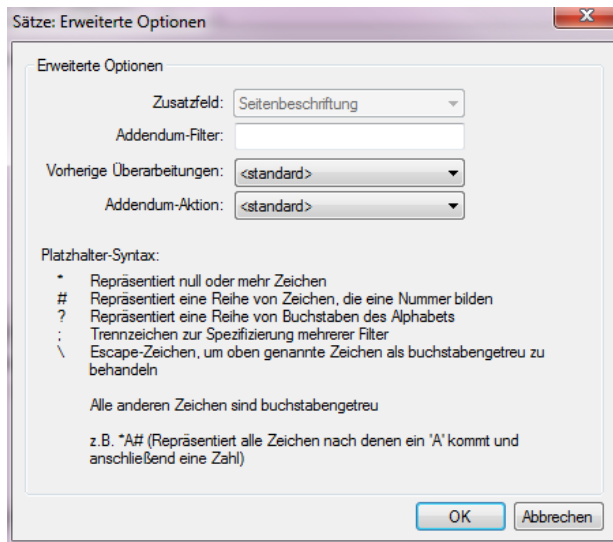 Sätze: Erweiterte Optionen
Erweiterte Optionen
Zusatzfeld: Seitenbeschriftung
Addendum-Filter:
Vorherige Überarbeitungen: <standard>
Addendum-Aktion: <standard>
Platzhalter-Syntax:
* Repräsentiert null oder mehr Zeichen
# Repräsentiert eine Reihe von Zeichen, die eine Nummer bilden
? Repräsentiert eine Reihe von Buchstaben des Alphabets
; Trennzeichen zur Spezifizierung mehrerer Filter
\ Escape-Zeichen, um oben genannte Zeichen als buchstabengetreu zu
behandeln
Alle anderen Zeichen sind buchstabengetreu
z.B. *A# (Repräsentiert alle Zeichen nach denen ein 'A' kommt und
anschließend eine Zahl)
OK Abbrechen